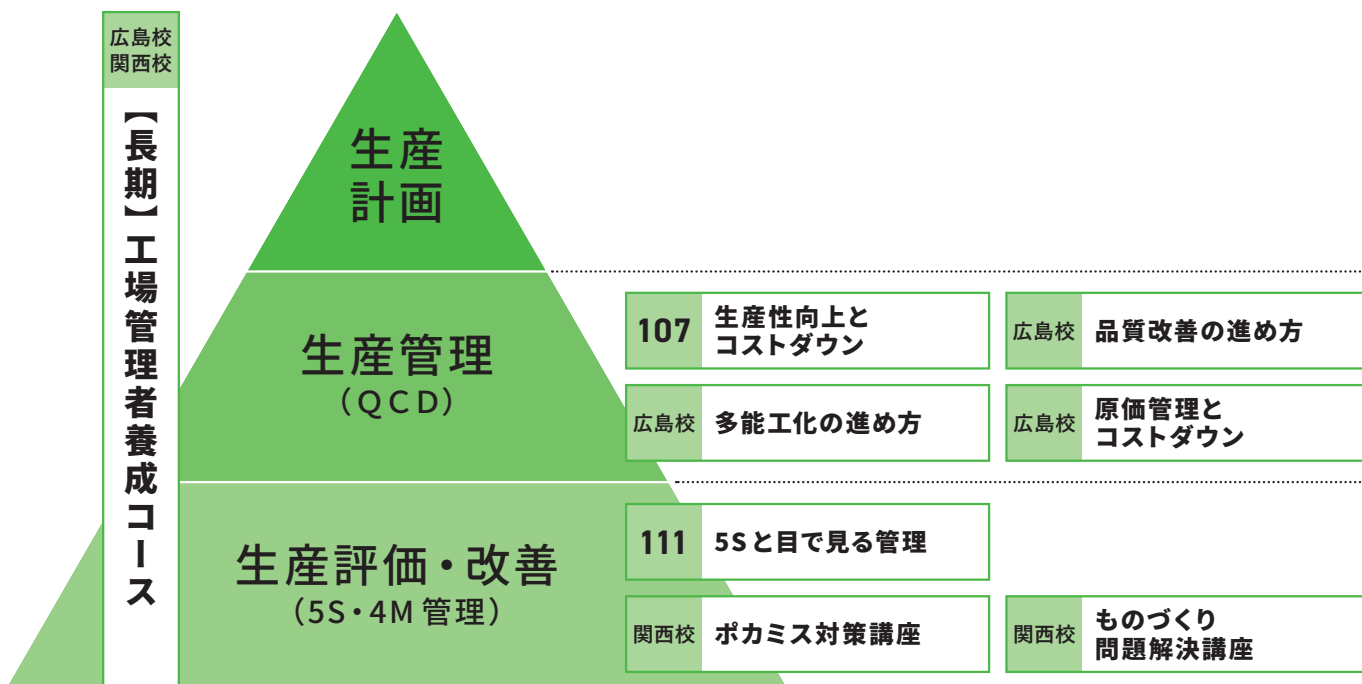 広島校
関西校
【長期】工場管理者養成コース
生産
計画
生産管理
（QCD）
107
生産性向上と
コストダウン
広島校
品質改善の進め方
広島校
多能工化の進め方
広島校
原価管理と
コストダウン
生産評価・改善
（5S・4M 管理）
111
5Sと目で見る管理
関西校
ポカミス対策講座
関西校
ものづくり
問題解決講座